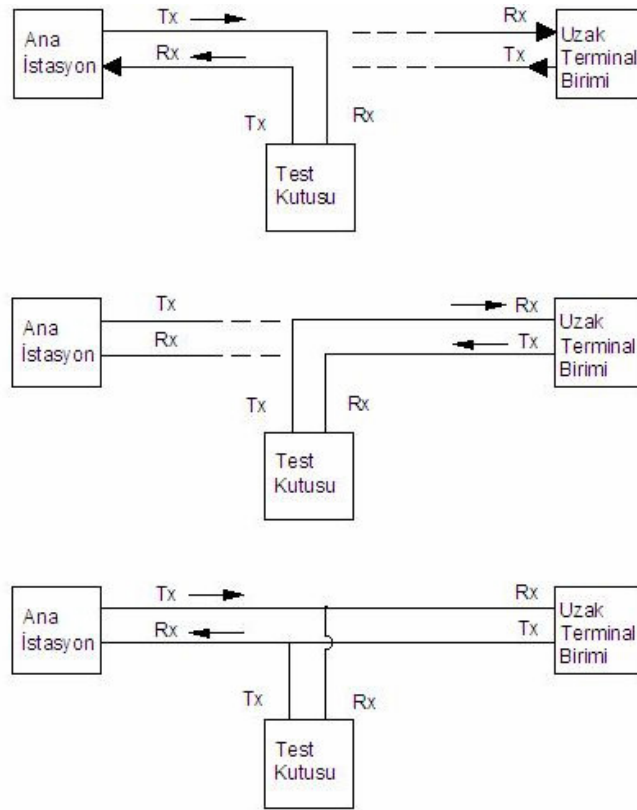 Tx
Rx
Ana
İstasyon
Rx
Tx
Uzak
Terminal
Birimi
Tx
Rx
Test
Kutusu
Tx
Rx
Ana
İstasyon
Rx
Tx
Uzak
Terminal
Birimi
Tx
Rx
Test
Kutusu
Tx
Rx
Ana
İstasyon
Rx
Tx
Uzak
Terminal
Birimi
Tx
Rx
Test
Kutusu